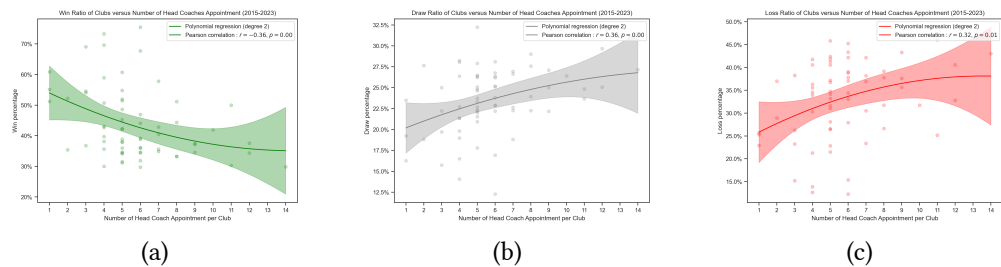 Win Ratio of Clubs versus Number of Head Coaches Appointment (2015-2023)
Polynomial regression (degree 2)
Pearson correlation : r = −0.36, p = 0.00
Win percentage
70%
60%
50%
40%
30%
20%
1 2 3 4 5 6 7 8 9 10 11 12 14
Number of Head Coach Appointment per Club
(a)
Draw Ratio of Clubs versus Number of Head Coaches Appointment (2015-2023)
Polynomial regression (degree 2)
Pearson correlation : r = 0.36, p = 0.00
Draw percentage
32.5%
30.0%
27.5%
25.0%
22.5%
20.0%
17.5%
15.0%
12.5%
1 2 3 4 5 6 7 8 9 10 11 12 14
Number of Head Coach Appointment per Club
(b)
Loss Ratio of Clubs versus Number of Head Coaches Appointment (2015-2023)
Polynomial regression (degree 2)
Pearson correlation : r = 0.32, p = 0.01
Loss percentage
50.0%
45.0%
40.0%
35.0%
30.0%
25.0%
20.0%
15.0%
1 2 3 4 5 6 7 8 9 10 11 12 14
Number of Head Coach Appointment per Club
(c)